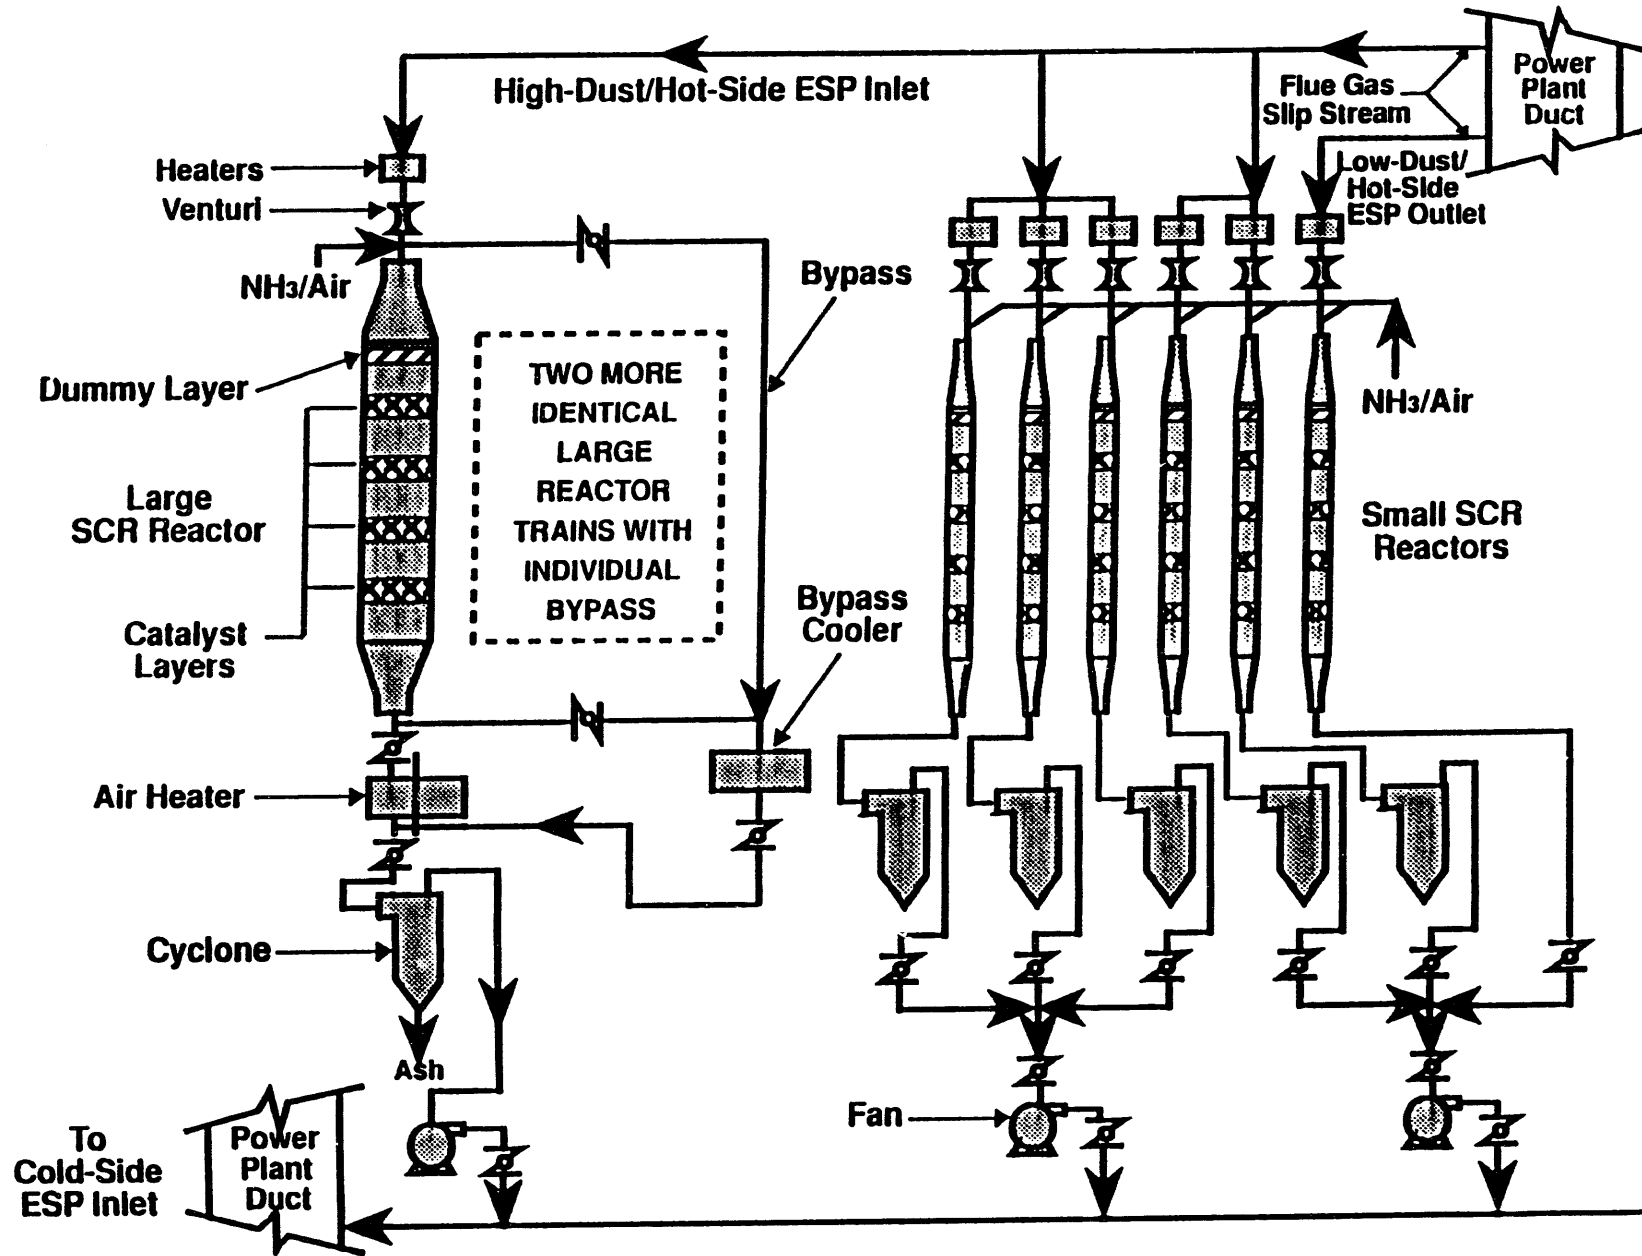 High-Dust/Hot-Side ESP Inlet
Flue Gas
Slip Stream
Power
Plant
Duct
Low-Dust/
Hot-Side
ESP Outlet
Heaters
Venturi
NH3/Air
Bypass
Dummy Layer
TWO MORE
IDENTICAL
LARGE
REACTOR
TRAINS WITH
INDIVIDUAL
BYPASS
NH3/Air
Large
SCR Reactor
Small SCR
Reactors
Catalyst
Layers
Bypass
Cooler
Air Heater
Cyclone
Ash
Fan
To
Cold-Side
ESP Inlet
Power
Plant
Duct